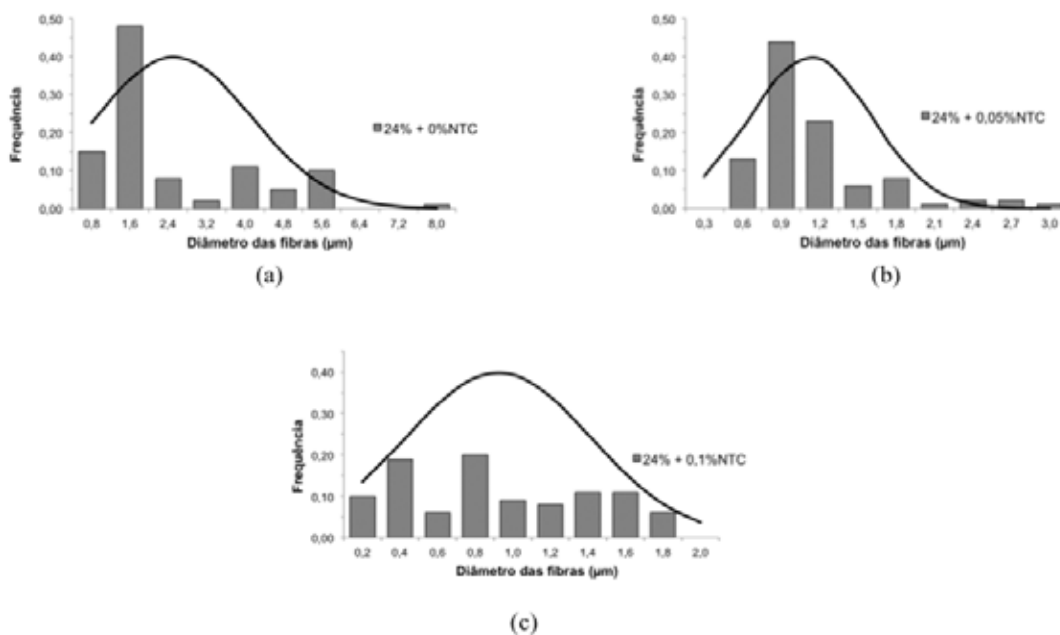 0,50
0,40
0,30
0,20
0,10
0,00
Frequência
0,8 1,6 2,4 3,2 4,0 4,8 5,6 6,4 7,2 8,0
Diâmetro das fibras (µm)
24% + 0%NTC
(a)
0,50
0,40
0,30
0,20
0,10
0,00
Frequência
0,3 0,6 0,9 1,2 1,5 1,8 2,1 2,4 2,7 3,0
Diâmetro das fibras (µm)
24% + 0,05%NTC
(b)
0,40
0,30
0,20
0,10
0,00
Frequência
0,2 0,4 0,6 0,8 1,0 1,2 1,4 1,6 1,8 2,0
Diâmetro das fibras (µm)
24% + 0,1%NTC
(c)